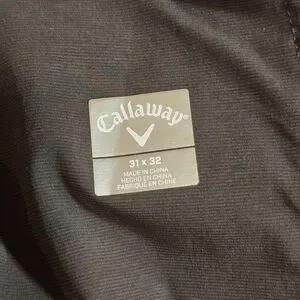 Callaway
31 x 32
MADE IN CHINA
HECHO EN CHINA
FABRIQUÉ EN CHINE